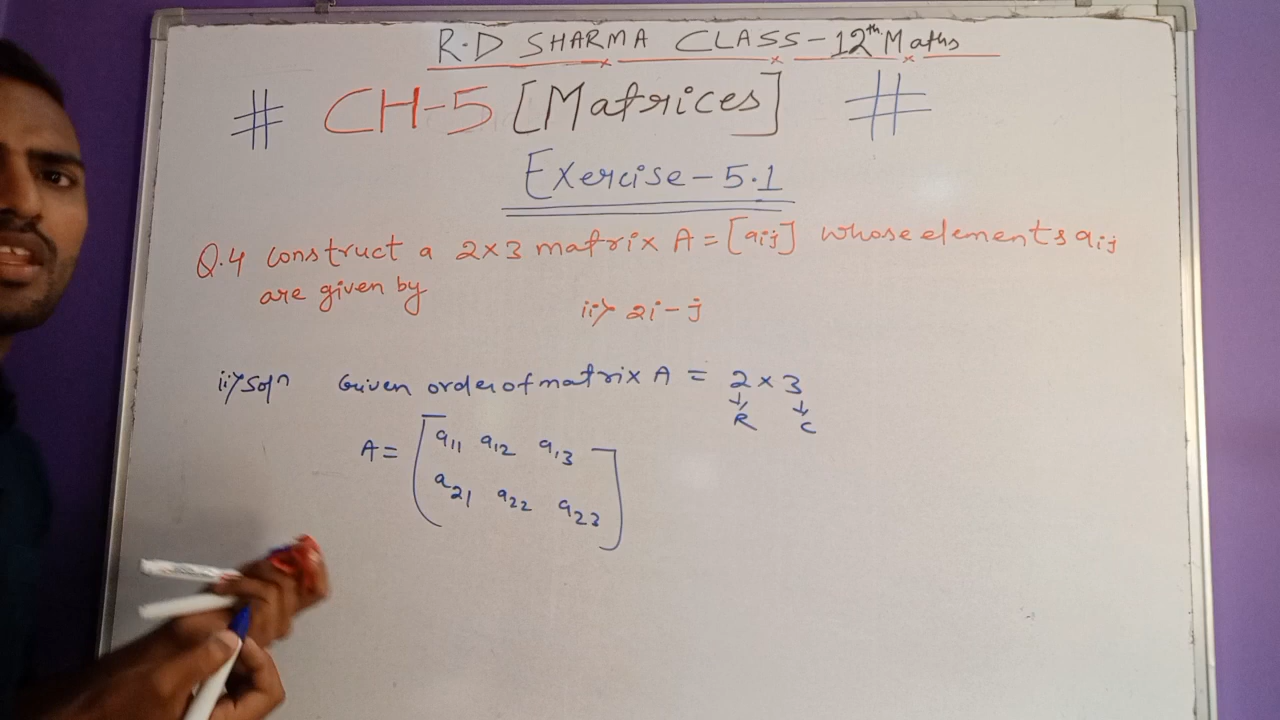 R.D SHARMA CLASS-12th Maths
# CH-5 [Matrices] #
Exercise-5.1
Q.4 construct a 2×3 matrix A=[aij] whose elements aij
are given by
ii> 2i-j
ii>Soln Given order of matrix A = 2×3
↓ ↓
R C
A= [a11 a12 a13
a21 a22 a23]